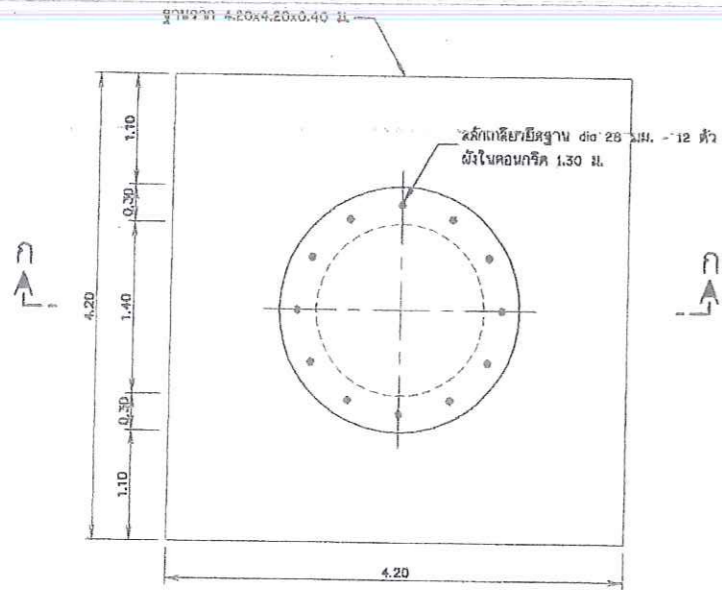 ฐานราก 4.20x4.20x0.40 ม.
สลักเกลียวยึดฐาน dia 28 มม. - 12 ตัว
ฝังในคอนกรีต 1.30 ม.
1.10
0.30
ก
ก
4.20
1.40
0.30
1.10
4.20